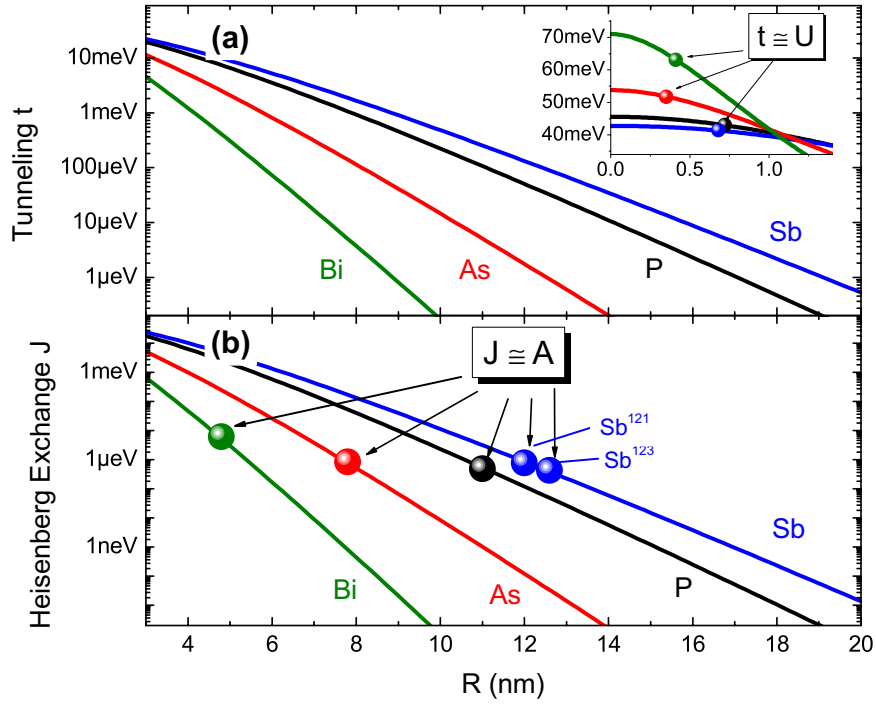 (a)
Tunneling t
10meV
1meV
100µeV
10µeV
1µeV
Bi
As
P
Sb
70meV
60meV
50meV
40meV
0.0 0.5 1.0
t ≅ U
(b)
Heisenberg Exchange J
1meV
1µeV
1neV
J ≅ A
Sb¹²¹
Sb¹²³
Sb
Bi
As
P
4 6 8 10 12 14 16 18 20
R (nm)